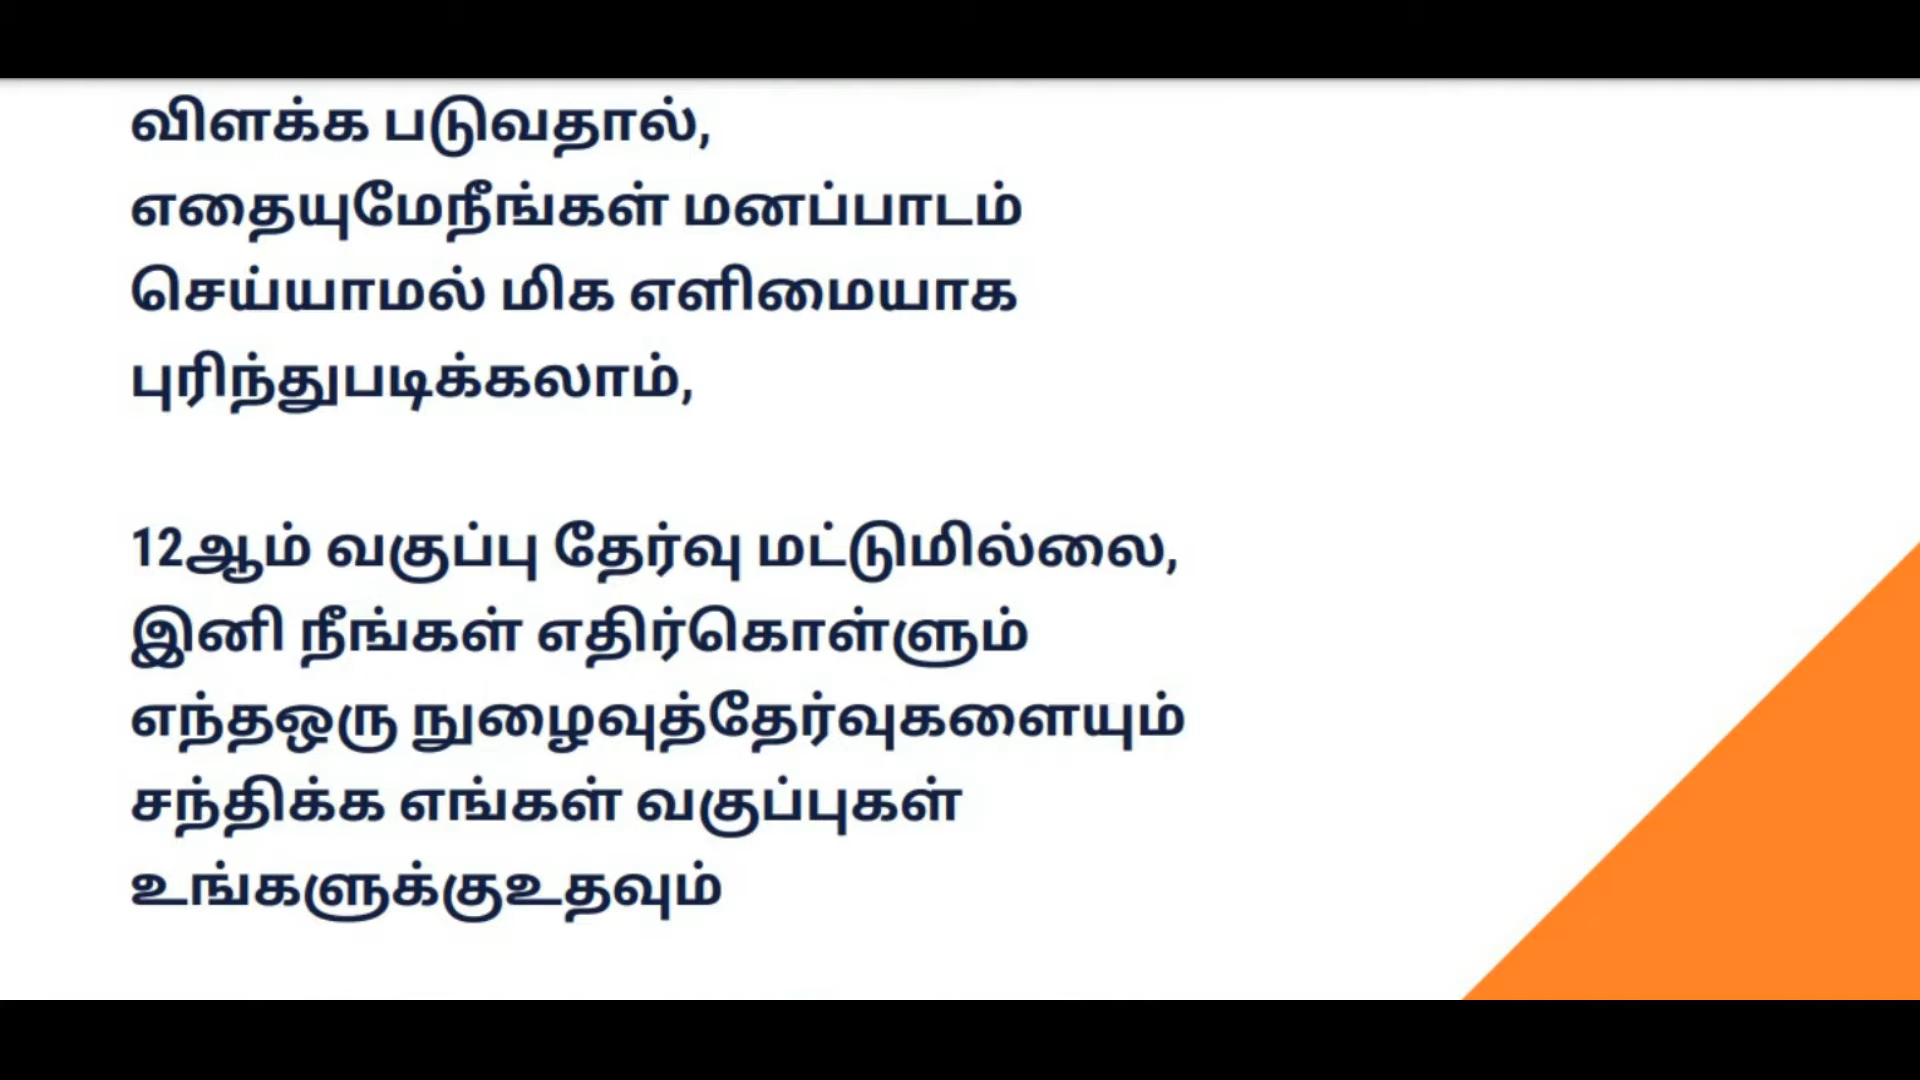 விளக்க படுவதால்,
எதையுமேநீங்கள் மனப்பாடம்
செய்யாமல் மிக எளிமையாக
புரிந்துபடிக்கலாம்,
12ஆம் வகுப்பு தேர்வு மட்டுமில்லை,
இனி நீங்கள் எதிர்கொள்ளும்
எந்தஒரு நுழைவுத்தேர்வுகளையும்
சந்திக்க எங்கள் வகுப்புகள்
உங்களுக்குஉதவும்